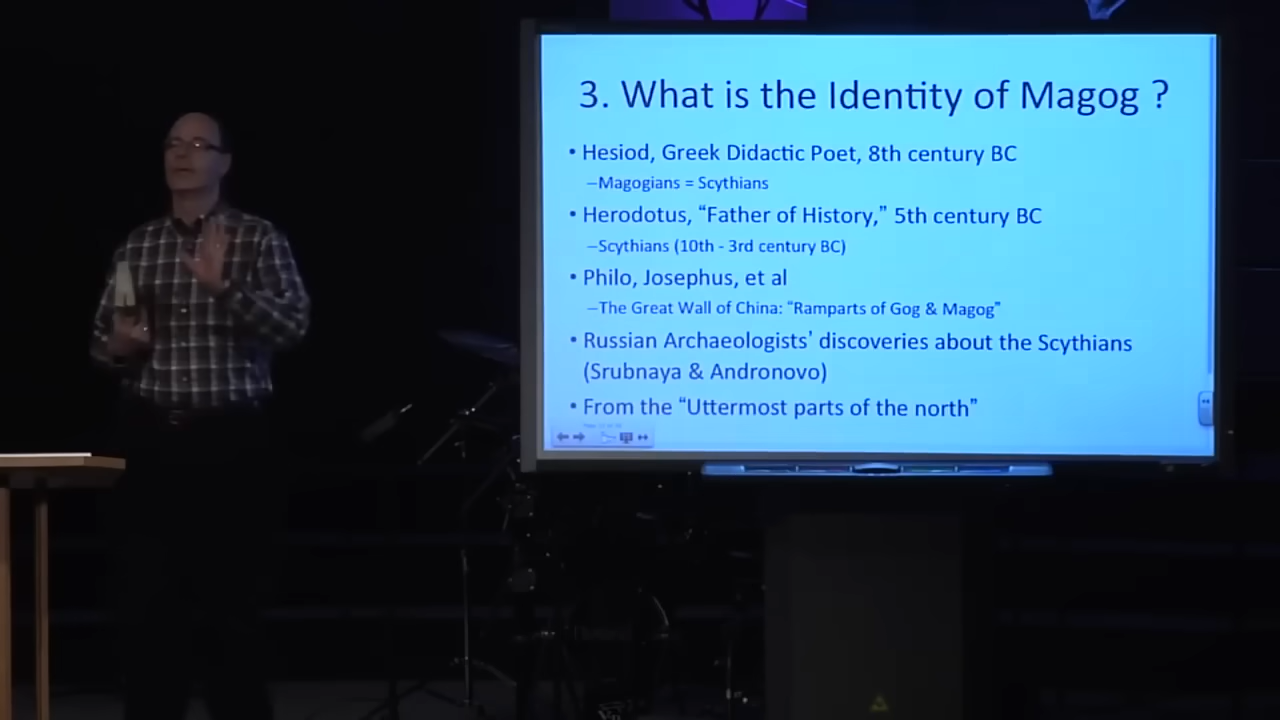 3. What is the Identity of Magog ?
• Hesiod, Greek Didactic Poet, 8th century BC
–Magogians = Scythians
• Herodotus, “Father of History,” 5th century BC
–Scythians (10th - 3rd century BC)
• Philo, Josephus, et al
–The Great Wall of China: “Ramparts of Gog & Magog”
• Russian Archaeologists’ discoveries about the Scythians
(Srubnaya & Andronovo)
• From the “Uttermost parts of the north”